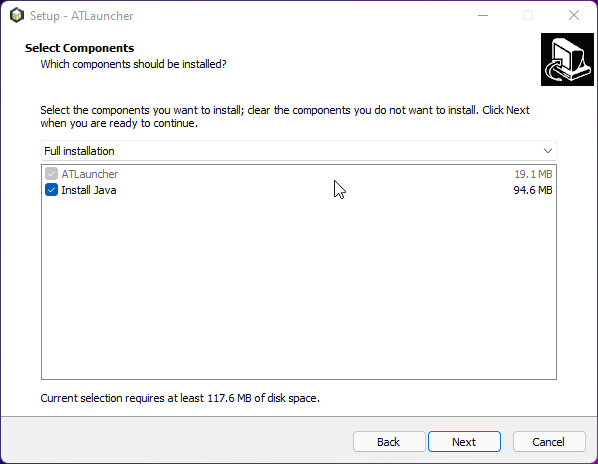 Setup - ATLauncher
Select Components
Which components should be installed?
Select the components you want to install; clear the components you do not want to install. Click Next
when you are ready to continue.
Full installation
ATLauncher 19.1 MB
Install Java 94.6 MB
Current selection requires at least 117.6 MB of disk space.
Back Next Cancel